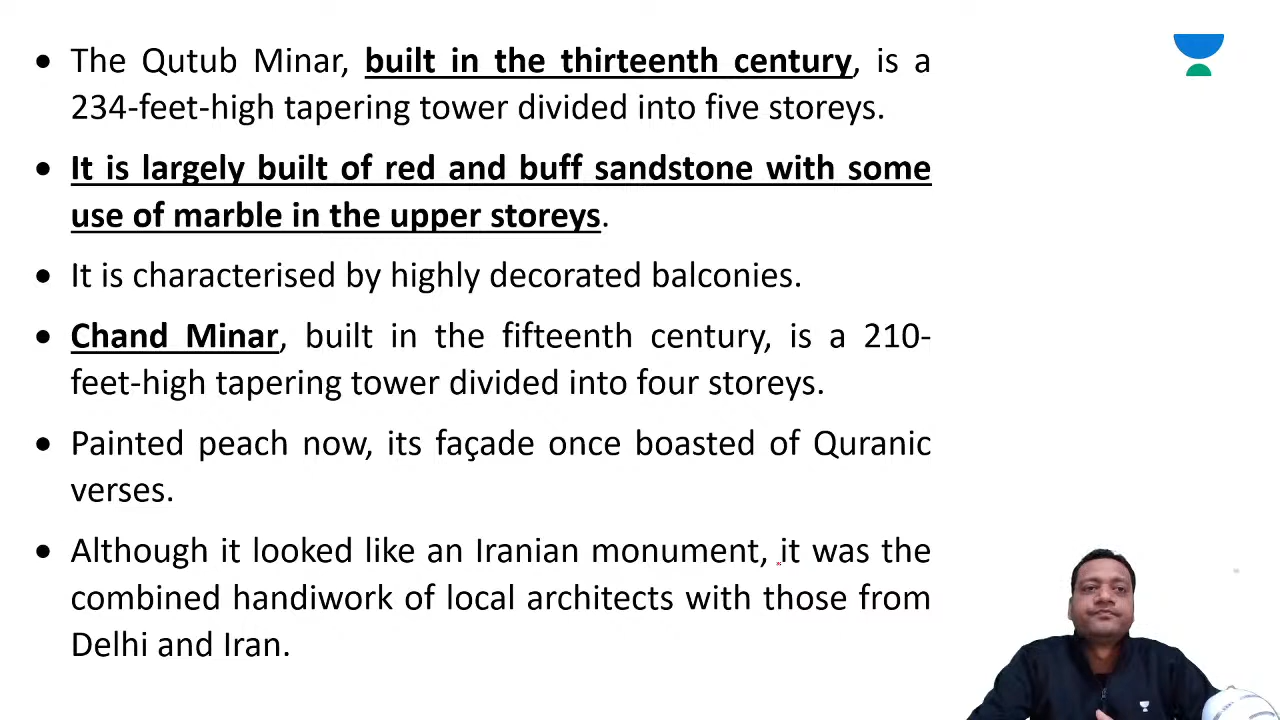 • The Qutub Minar, built in the thirteenth century, is a
234-feet-high tapering tower divided into five storeys.
• It is largely built of red and buff sandstone with some
use of marble in the upper storeys.
• It is characterised by highly decorated balconies.
• Chand Minar, built in the fifteenth century, is a 210-
feet-high tapering tower divided into four storeys.
• Painted peach now, its façade once boasted of Quranic
verses.
• Although it looked like an Iranian monument, it was the
combined handiwork of local architects with those from
Delhi and Iran.